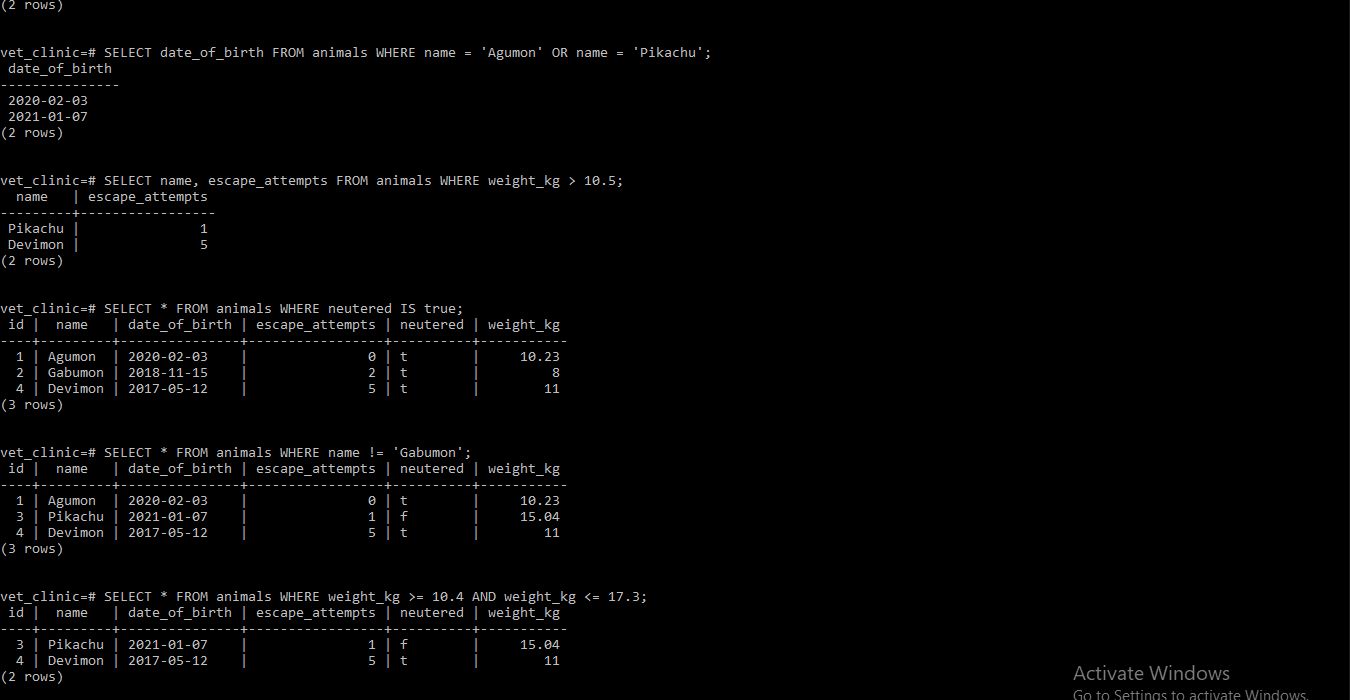 (2 rows)
vet_clinic=# SELECT date_of_birth FROM animals WHERE name = 'Agumon' OR name = 'Pikachu';
 date_of_birth
---------------
 2020-02-03
 2021-01-07
(2 rows)
vet_clinic=# SELECT name, escape_attempts FROM animals WHERE weight_kg > 10.5;
  name   | escape_attempts
---------+-----------------
 Pikachu |               1
 Devimon |               5
(2 rows)
vet_clinic=# SELECT * FROM animals WHERE neutered IS true;
 id |  name   | date_of_birth | escape_attempts | neutered | weight_kg
----+---------+---------------+-----------------+----------+-----------
  1 | Agumon  | 2020-02-03    |               0 | t        |     10.23
  2 | Gabumon | 2018-11-15    |               2 | t        |         8
  4 | Devimon | 2017-05-12    |               5 | t        |        11
(3 rows)
vet_clinic=# SELECT * FROM animals WHERE name != 'Gabumon';
 id |  name   | date_of_birth | escape_attempts | neutered | weight_kg
----+---------+---------------+-----------------+----------+-----------
  1 | Agumon  | 2020-02-03    |               0 | t        |     10.23
  3 | Pikachu | 2021-01-07    |               1 | f        |     15.04
  4 | Devimon | 2017-05-12    |               5 | t        |        11
(3 rows)
vet_clinic=# SELECT * FROM animals WHERE weight_kg >= 10.4 AND weight_kg <= 17.3;
 id |  name   | date_of_birth | escape_attempts | neutered | weight_kg
----+---------+---------------+-----------------+----------+-----------
  3 | Pikachu | 2021-01-07    |               1 | f        |     15.04
  4 | Devimon | 2017-05-12    |               5 | t        |        11
(2 rows)
Activate Windows
Go to Settings to activate Windows.